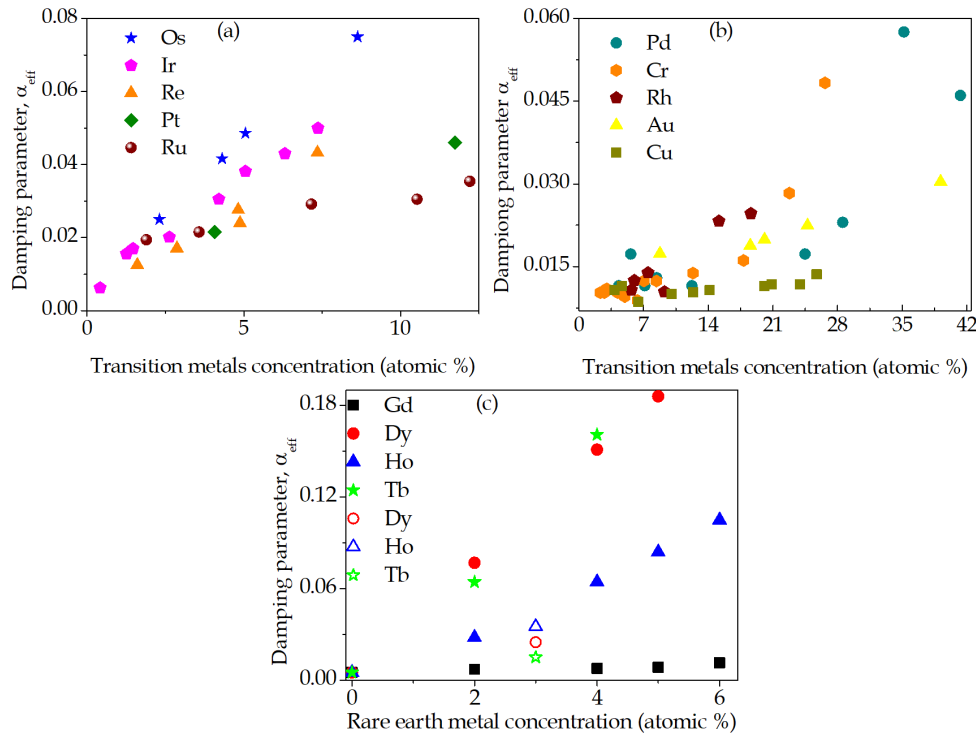 (a)
0.08
0.06
0.04
0.02
0.00
Damping parameter, αeff
Os
Ir
Re
Pt
Ru
0 5 10
Transition metals concentration (atomic %)
(b)
0.060
0.045
0.030
0.015
Dampiong parameter αeff
Pd
Cr
Rh
Au
Cu
0 7 14 21 28 35 42
Transition metals concentration (atomic %)
(c)
0.18
0.12
0.06
0.00
Damping parameter, αeff
Gd
Dy
Ho
Tb
Dy
Ho
Tb
0 2 4 6
Rare earth metal concentration (atomic %)